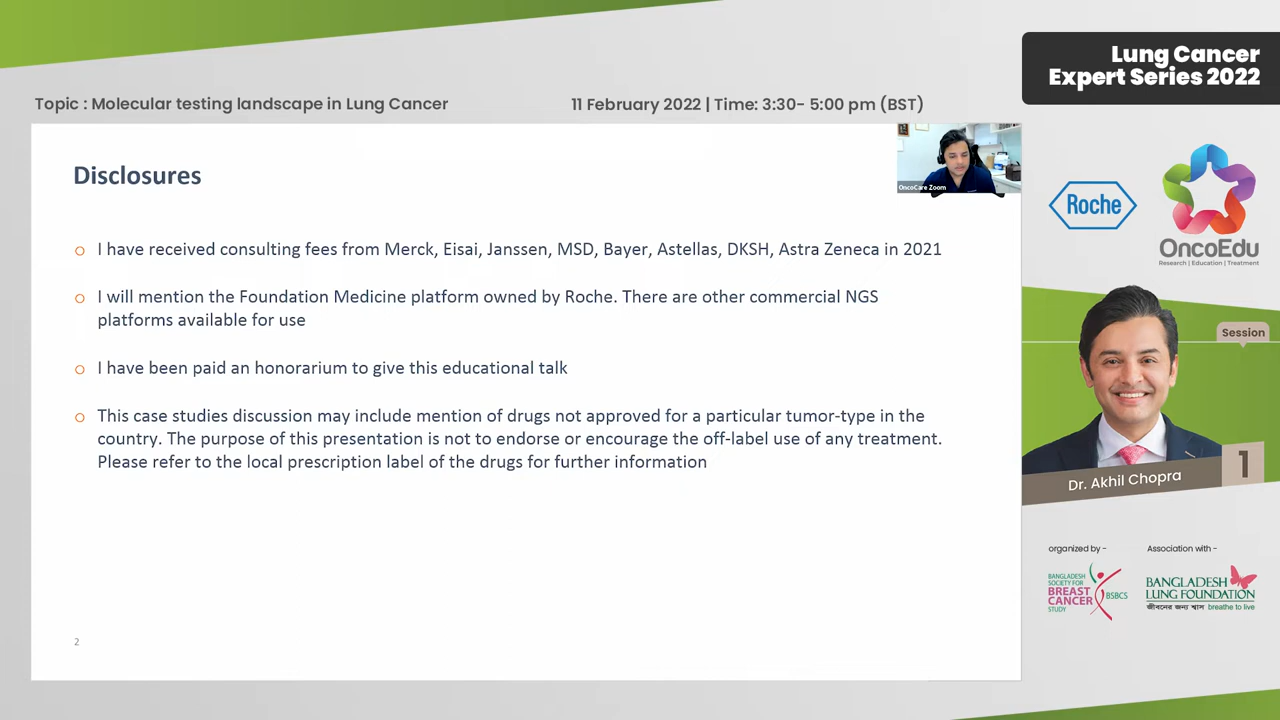 Lung Cancer
Expert Series 2022
Topic : Molecular testing landscape in Lung Cancer
11 February 2022 | Time: 3:30- 5:00 pm (BST)
Disclosures
OncoCare Zoom
o I have received consulting fees from Merck, Eisai, Janssen, MSD, Bayer, Astellas, DKSH, Astra Zeneca in 2021
o I will mention the Foundation Medicine platform owned by Roche. There are other commercial NGS
platforms available for use
o I have been paid an honorarium to give this educational talk
o This case studies discussion may include mention of drugs not approved for a particular tumor-type in the
country. The purpose of this presentation is not to endorse or encourage the off-label use of any treatment.
Please refer to the local prescription label of the drugs for further information
2
Roche
OncoEdu
Research | Education | Treatment
Session
1
Dr. Akhil Chopra
organized by -
BANGLADESH
SOCIETY FOR
BREAST
CANCER
STUDY
BSBCS
Association with -
BANGLADESH
LUNG FOUNDATION
জীবনের জন্য শ্বাস breathe to live